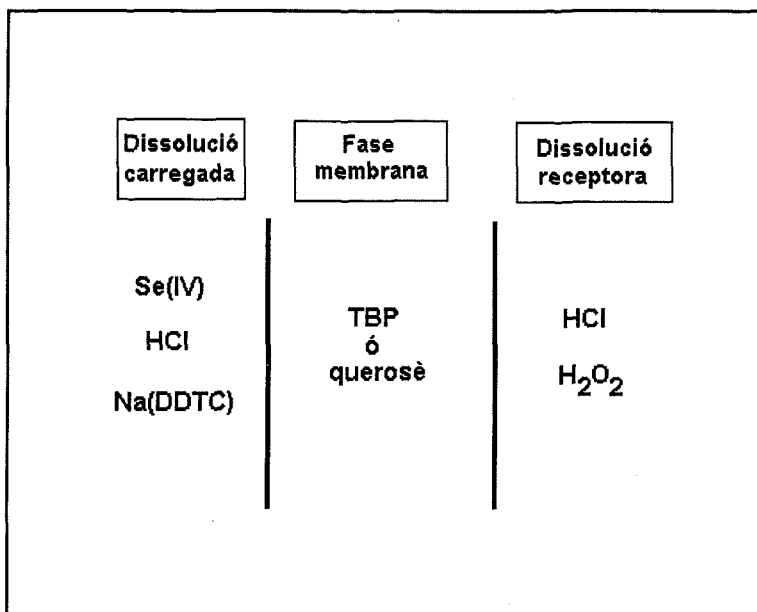 Dissolució
carregada
Fase
membrana
Dissolució
receptora
Se(IV)
HCl
Na(DDTC)
TBP
ó
querosè
HCl
H₂O₂